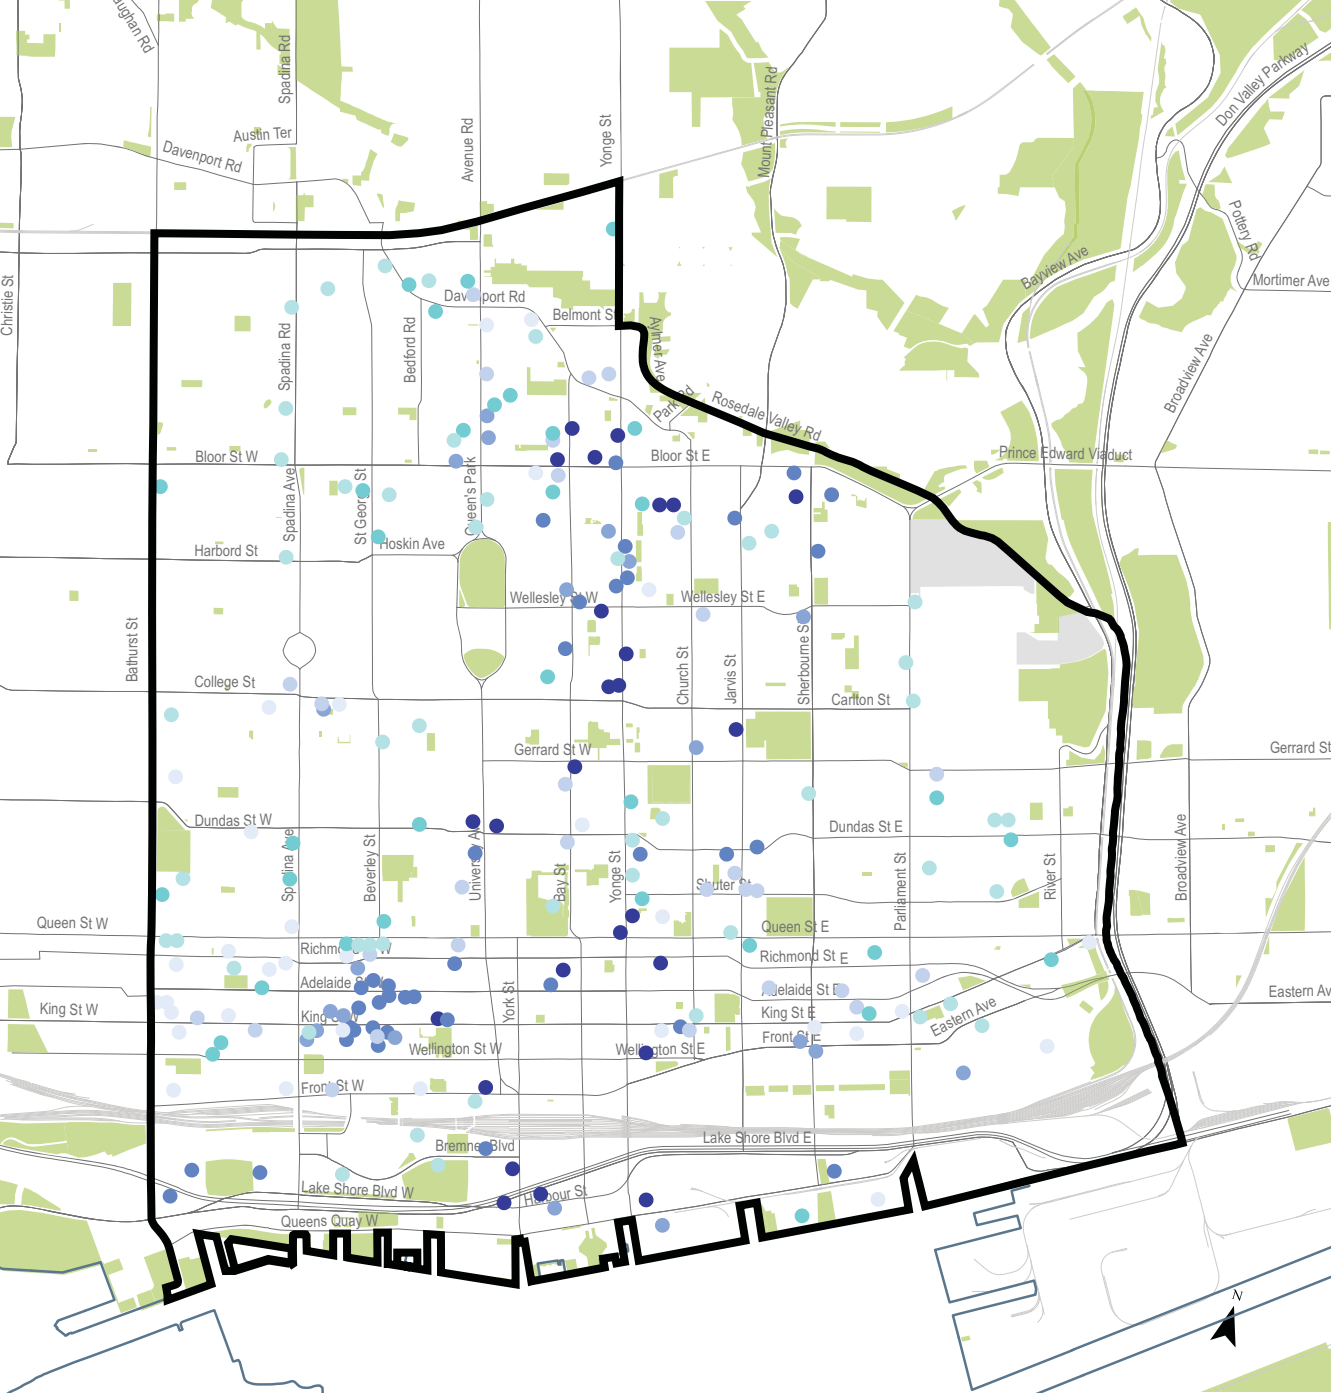 aughan Rd
Spadina Rd
Austin Ter
Davenport Rd
Avenue Rd
Yonge St
Mount Pleasant Rd
Don Valley Parkway
Pottery Rd
Bayview Ave
Mortimer Ave
Christie St
Davenport Rd
Belmont St
Aylmer Ave
Spadina Rd
Bedford Rd
Park Rd
Rosedale Valley Rd
Broadview Ave
Bloor St W
Bloor St E
Prince Edward Viaduct
Spadina Ave
St George St
Queen's Park
Harbord St
Hoskin Ave
Wellesley St W
Wellesley St E
Bathurst St
College St
Church St
Jarvis St
Sherbourne S
Carlton St
Gerrard St W
Gerrard St
Dundas St W
Dundas St E
Spadina Ave
Beverley St
University A
Bay St
Yonge St
Shuter St
Parliament St
River St
Broadview Ave
Queen St W
Queen St E
Richmond St W
Richmond St E
Adelaide St W
Adelaide St E
Eastern Av
King St W
King St W
York St
King St E
Eastern Ave
Wellington St W
Wellington St E
Front St E
Front St W
Bremner Blvd
Lake Shore Blvd E
Lake Shore Blvd W
Harbour St
Queens Quay W
N